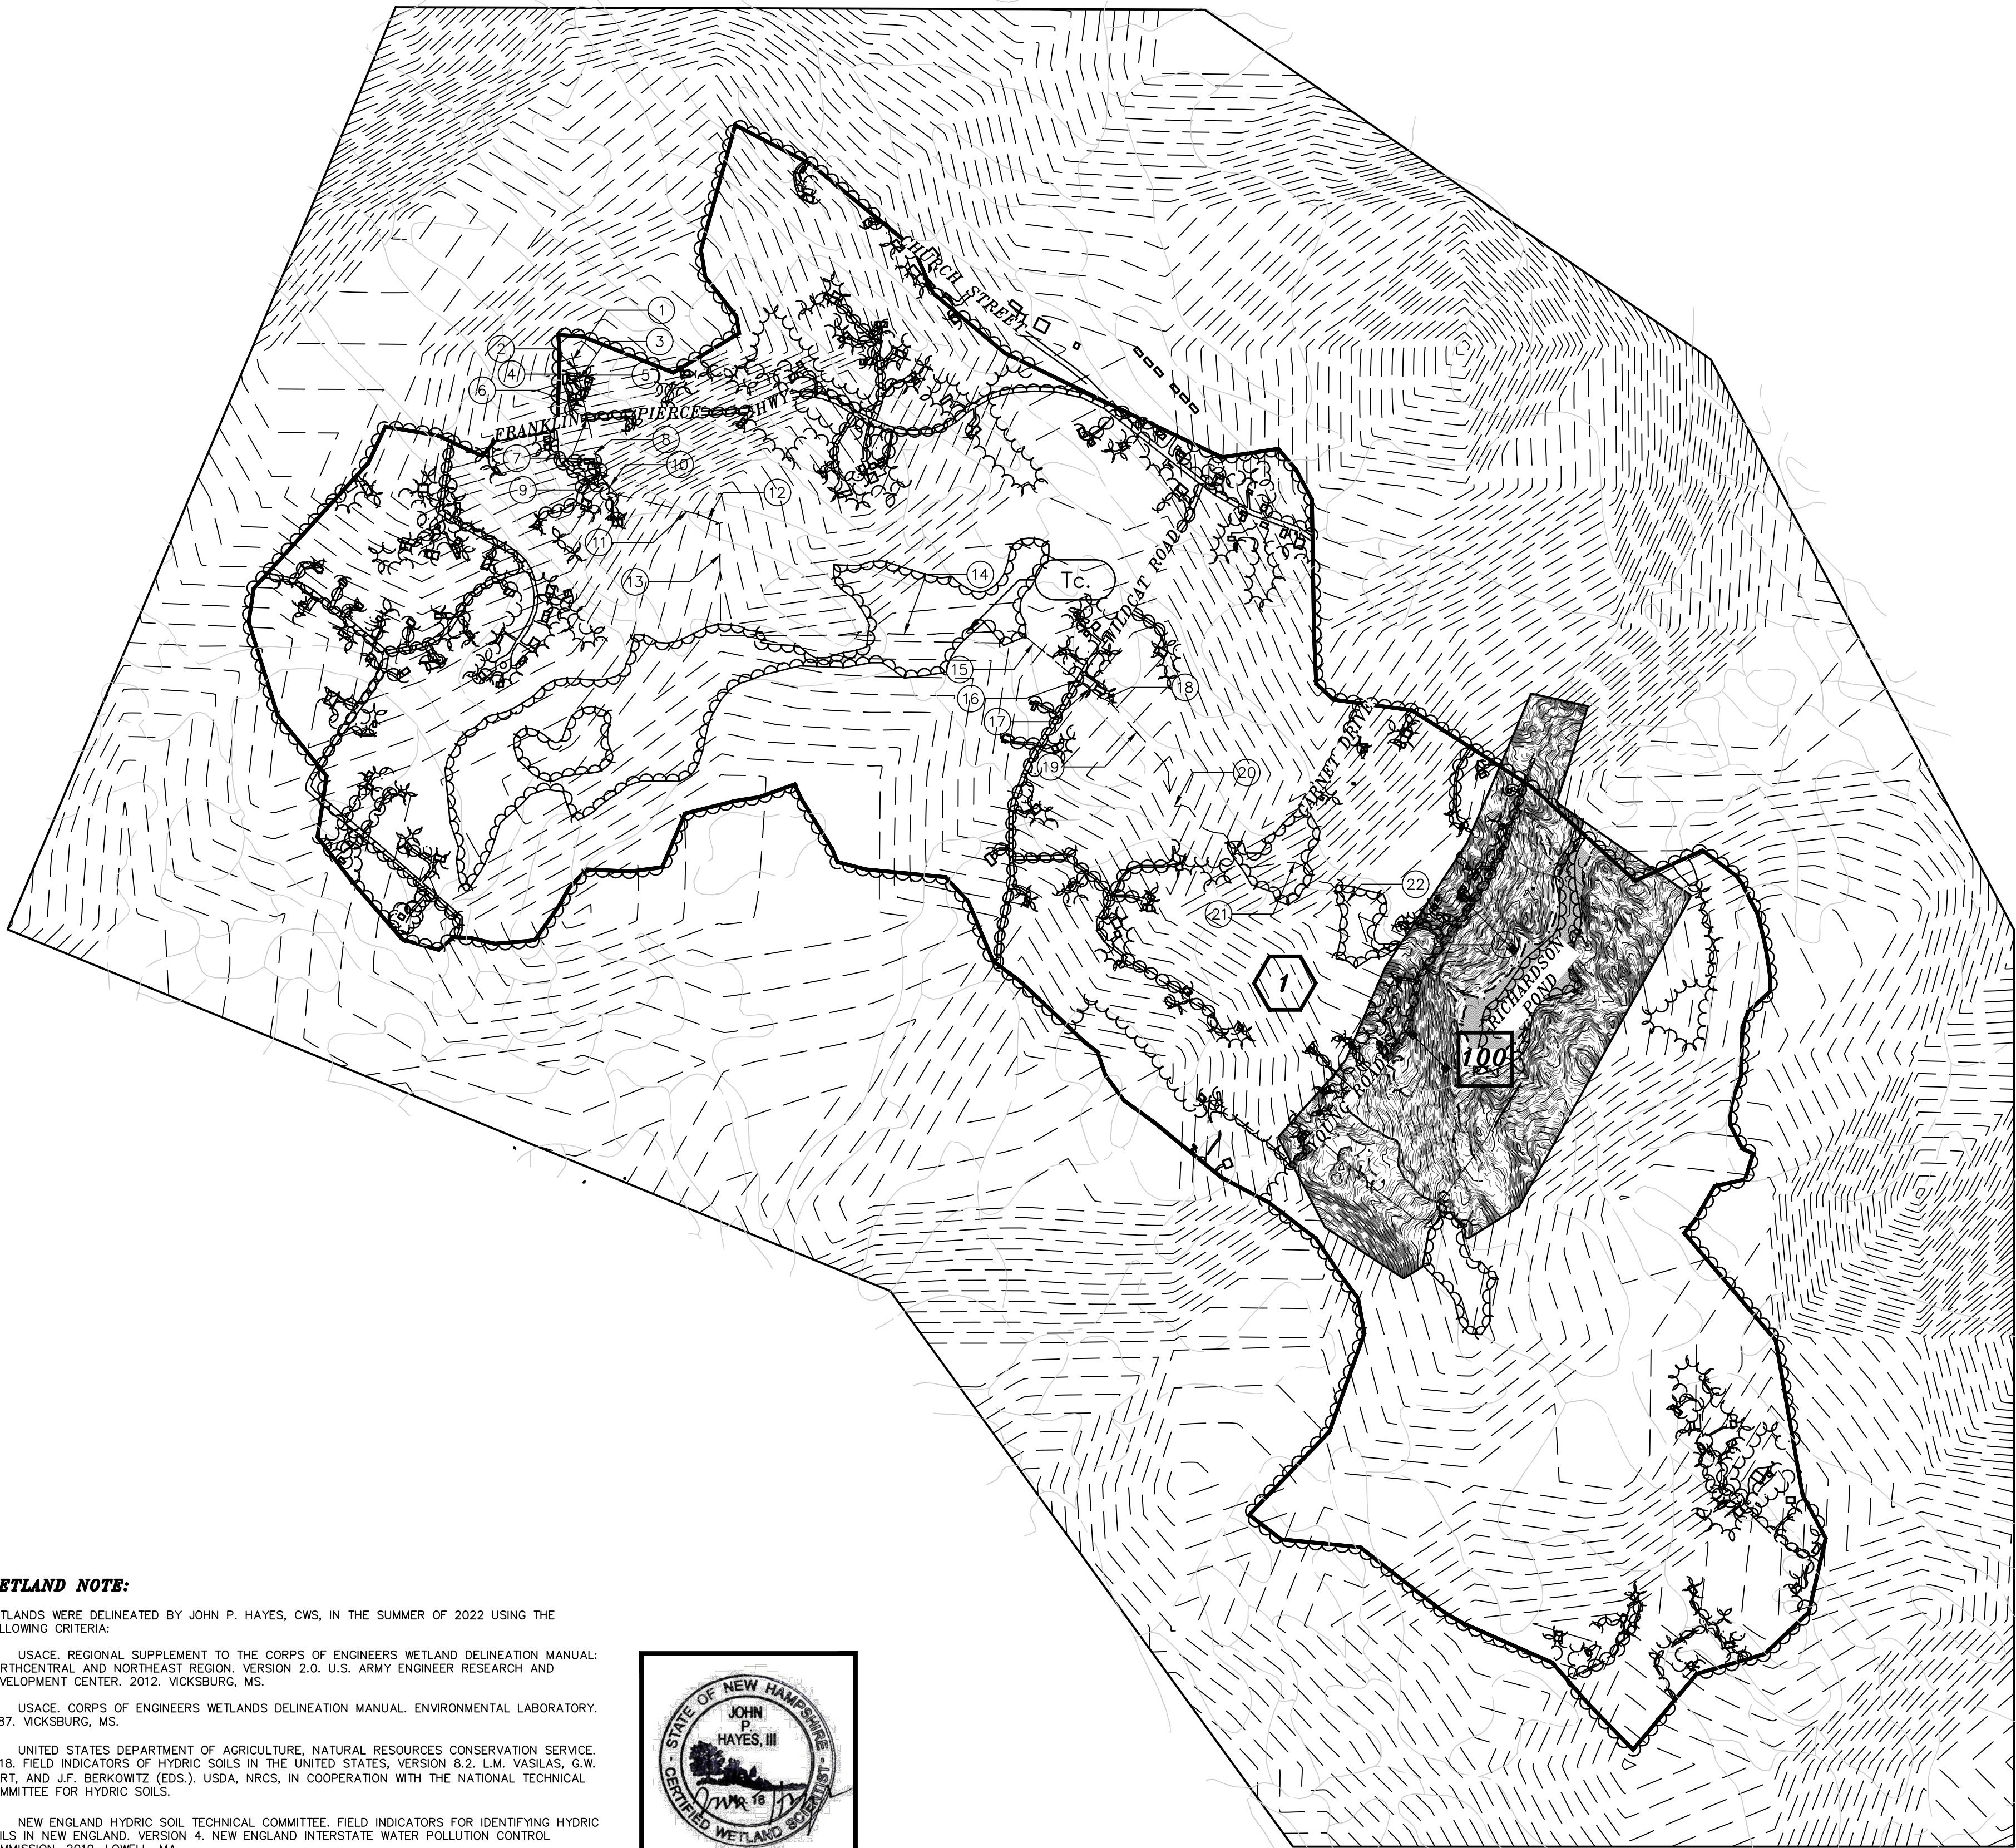 CHURCH STREET
1
2
3
4
5
6
FRANKLIN PIERCE HWY
7
8
9
10
11
12
13
14
Tc.
WILDCAT ROAD
15
16
17
18
19
20
GARNET DRIVE
21
22
1
RICHARDSON
POND
100
YOUNG ROAD
ETLAND NOTE:
TLANDS WERE DELINEATED BY JOHN P. HAYES, CWS, IN THE SUMMER OF 2022 USING THE
LLOWING CRITERIA:
USACE. REGIONAL SUPPLEMENT TO THE CORPS OF ENGINEERS WETLAND DELINEATION MANUAL:
RTHCENTRAL AND NORTHEAST REGION. VERSION 2.0. U.S. ARMY ENGINEER RESEARCH AND
VELOPMENT CENTER. 2012. VICKSBURG, MS.
USACE. CORPS OF ENGINEERS WETLANDS DELINEATION MANUAL. ENVIRONMENTAL LABORATORY.
87. VICKSBURG, MS.
UNITED STATES DEPARTMENT OF AGRICULTURE, NATURAL RESOURCES CONSERVATION SERVICE.
18. FIELD INDICATORS OF HYDRIC SOILS IN THE UNITED STATES, VERSION 8.2. L.M. VASILAS, G.W.
RT, AND J.F. BERKOWITZ (EDS.). USDA, NRCS, IN COOPERATION WITH THE NATIONAL TECHNICAL
MMITTEE FOR HYDRIC SOILS.
NEW ENGLAND HYDRIC SOIL TECHNICAL COMMITTEE. FIELD INDICATORS FOR IDENTIFYING HYDRIC
ILS IN NEW ENGLAND. VERSION 4. NEW ENGLAND INTERSTATE WATER POLLUTION CONTROL
MMISSION. 2019. LOWELL, MA.
STATE OF NEW HAMPSHIRE
JOHN
P.
HAYES, III
18
CERTIFIED WETLAND SCIENTIST